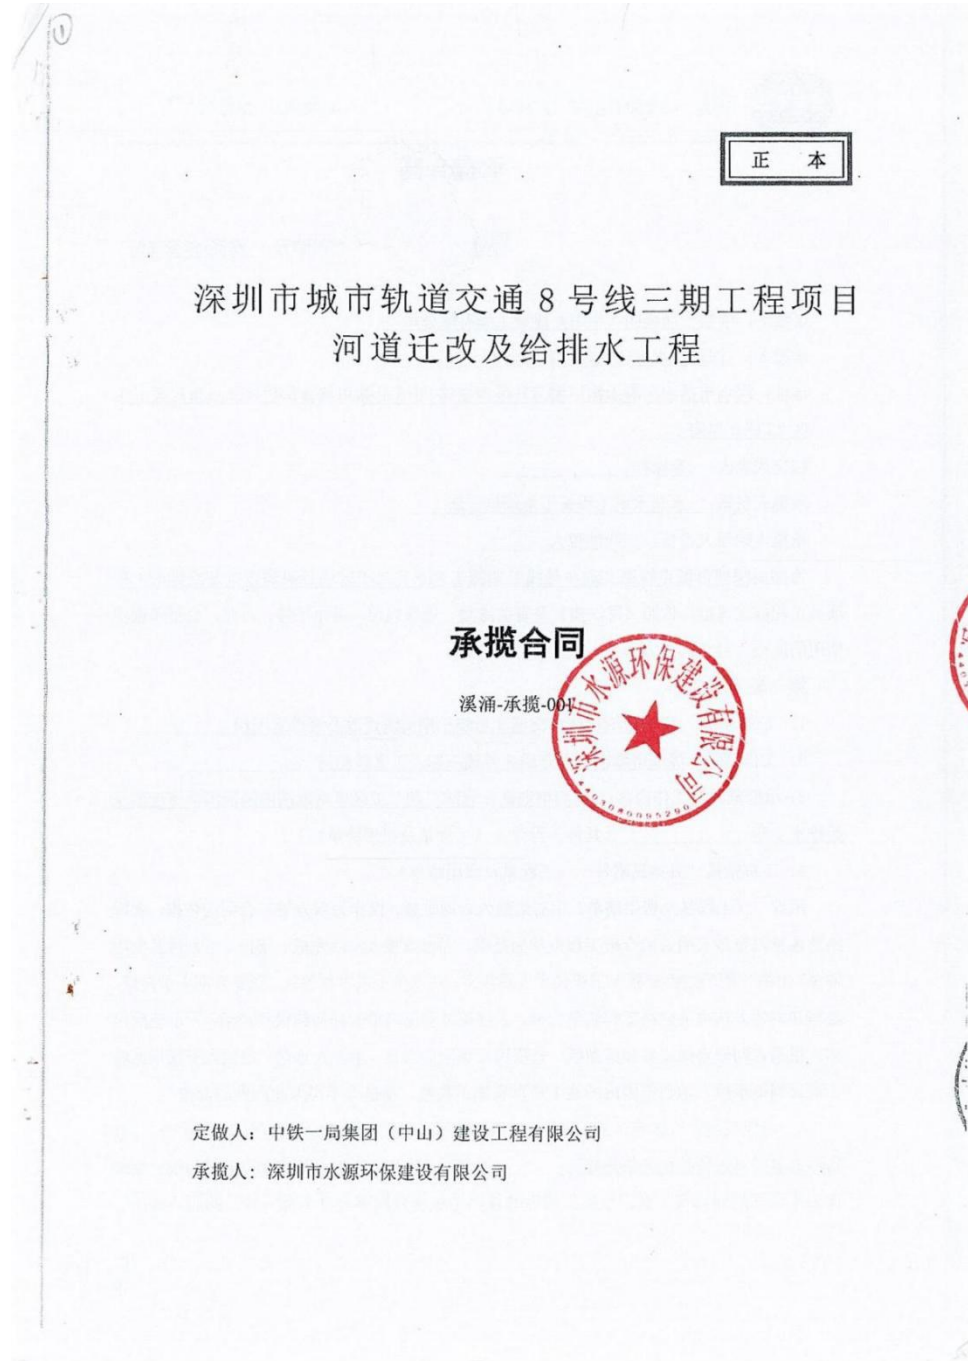 ①
正 本
深圳市城市轨道交通 8 号线三期工程项目
河道迁改及给排水工程
承揽合同
溪涌-承揽-001
深圳市水源环保建设有限公司
定做人：中铁一局集团（中山）建设工程有限公司
承揽人：深圳市水源环保建设有限公司